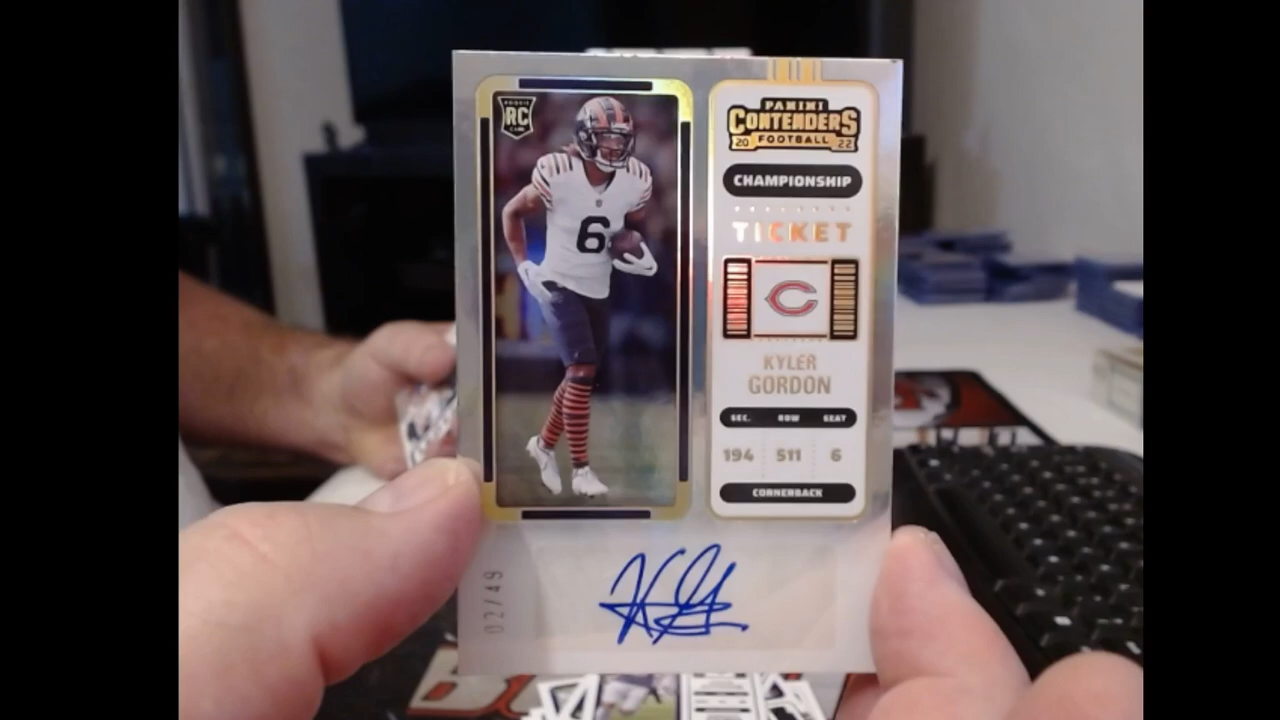 ROOKIE
RC
6
PANINI
CONTENDERS
FOOTBALL
20 22
CHAMPIONSHIP
TICKET
C
KYLER
GORDON
SEC. ROW SEAT
194 511 6
CORNERBACK
02/49